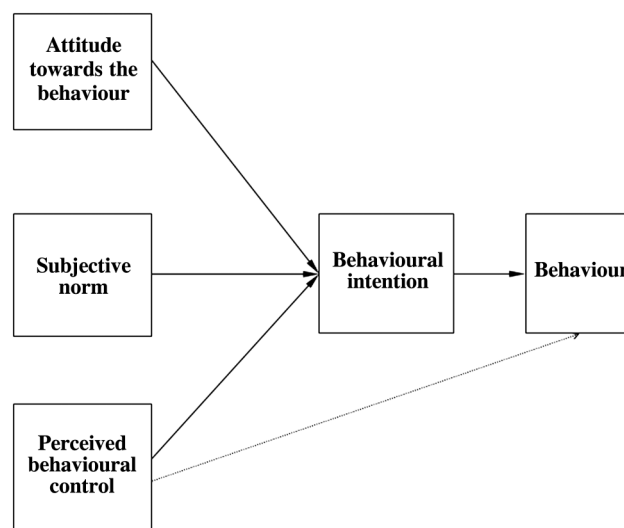 Attitude
towards the
behaviour
Subjective
norm
Behavioural
intention
Behaviour
Perceived
behavioural
control